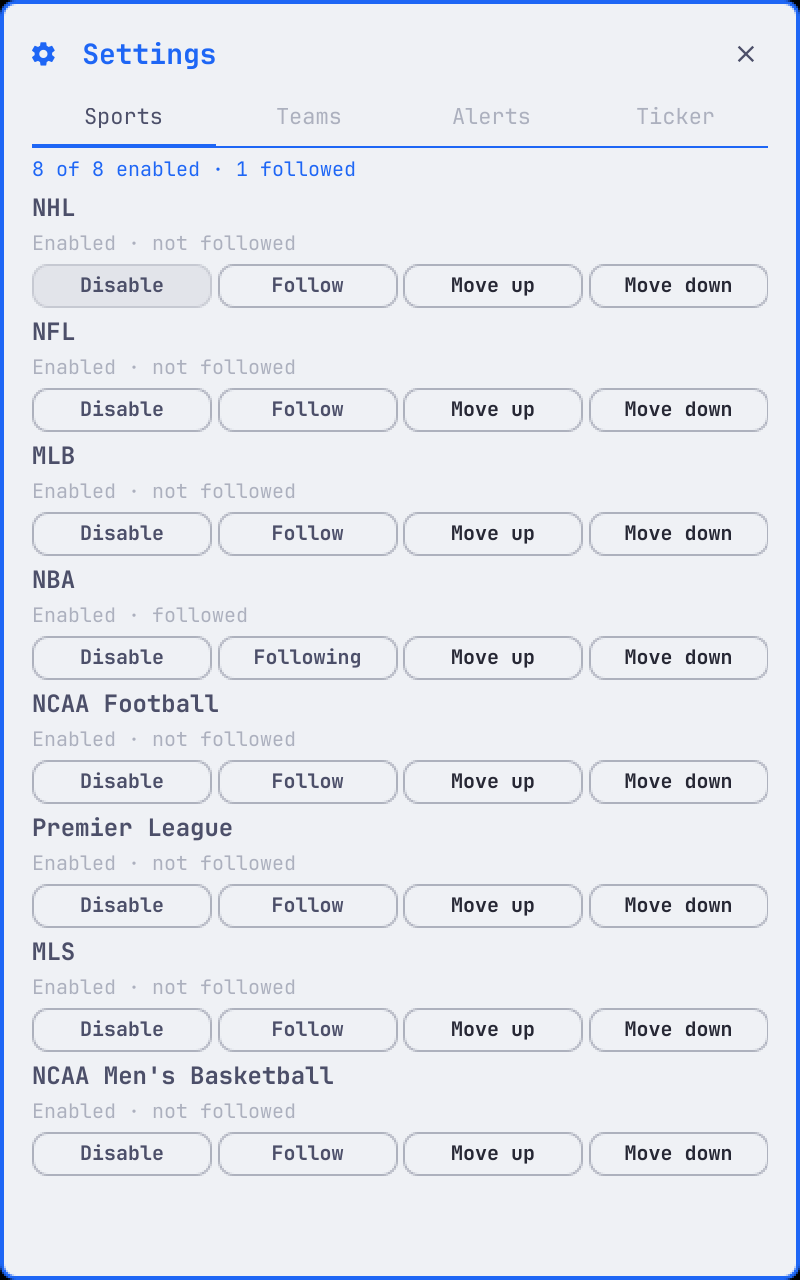 Settings
Sports Teams Alerts Ticker
8 of 8 enabled · 1 followed
NHL
Enabled · not followed
Disable Follow Move up Move down
NFL
Enabled · not followed
Disable Follow Move up Move down
MLB
Enabled · not followed
Disable Follow Move up Move down
NBA
Enabled · followed
Disable Following Move up Move down
NCAA Football
Enabled · not followed
Disable Follow Move up Move down
Premier League
Enabled · not followed
Disable Follow Move up Move down
MLS
Enabled · not followed
Disable Follow Move up Move down
NCAA Men's Basketball
Enabled · not followed
Disable Follow Move up Move down